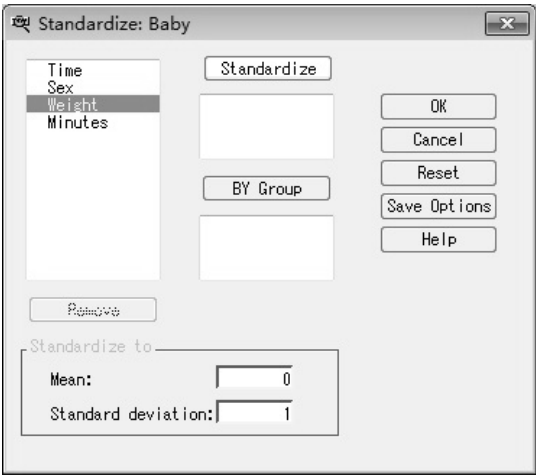 Standardize: Baby
Time
Sex
Weight
Minutes
Standardize
BY Group
OK
Cancel
Reset
Save Options
Help
Remove
Standardize to
Mean: 0
Standard deviation: 1